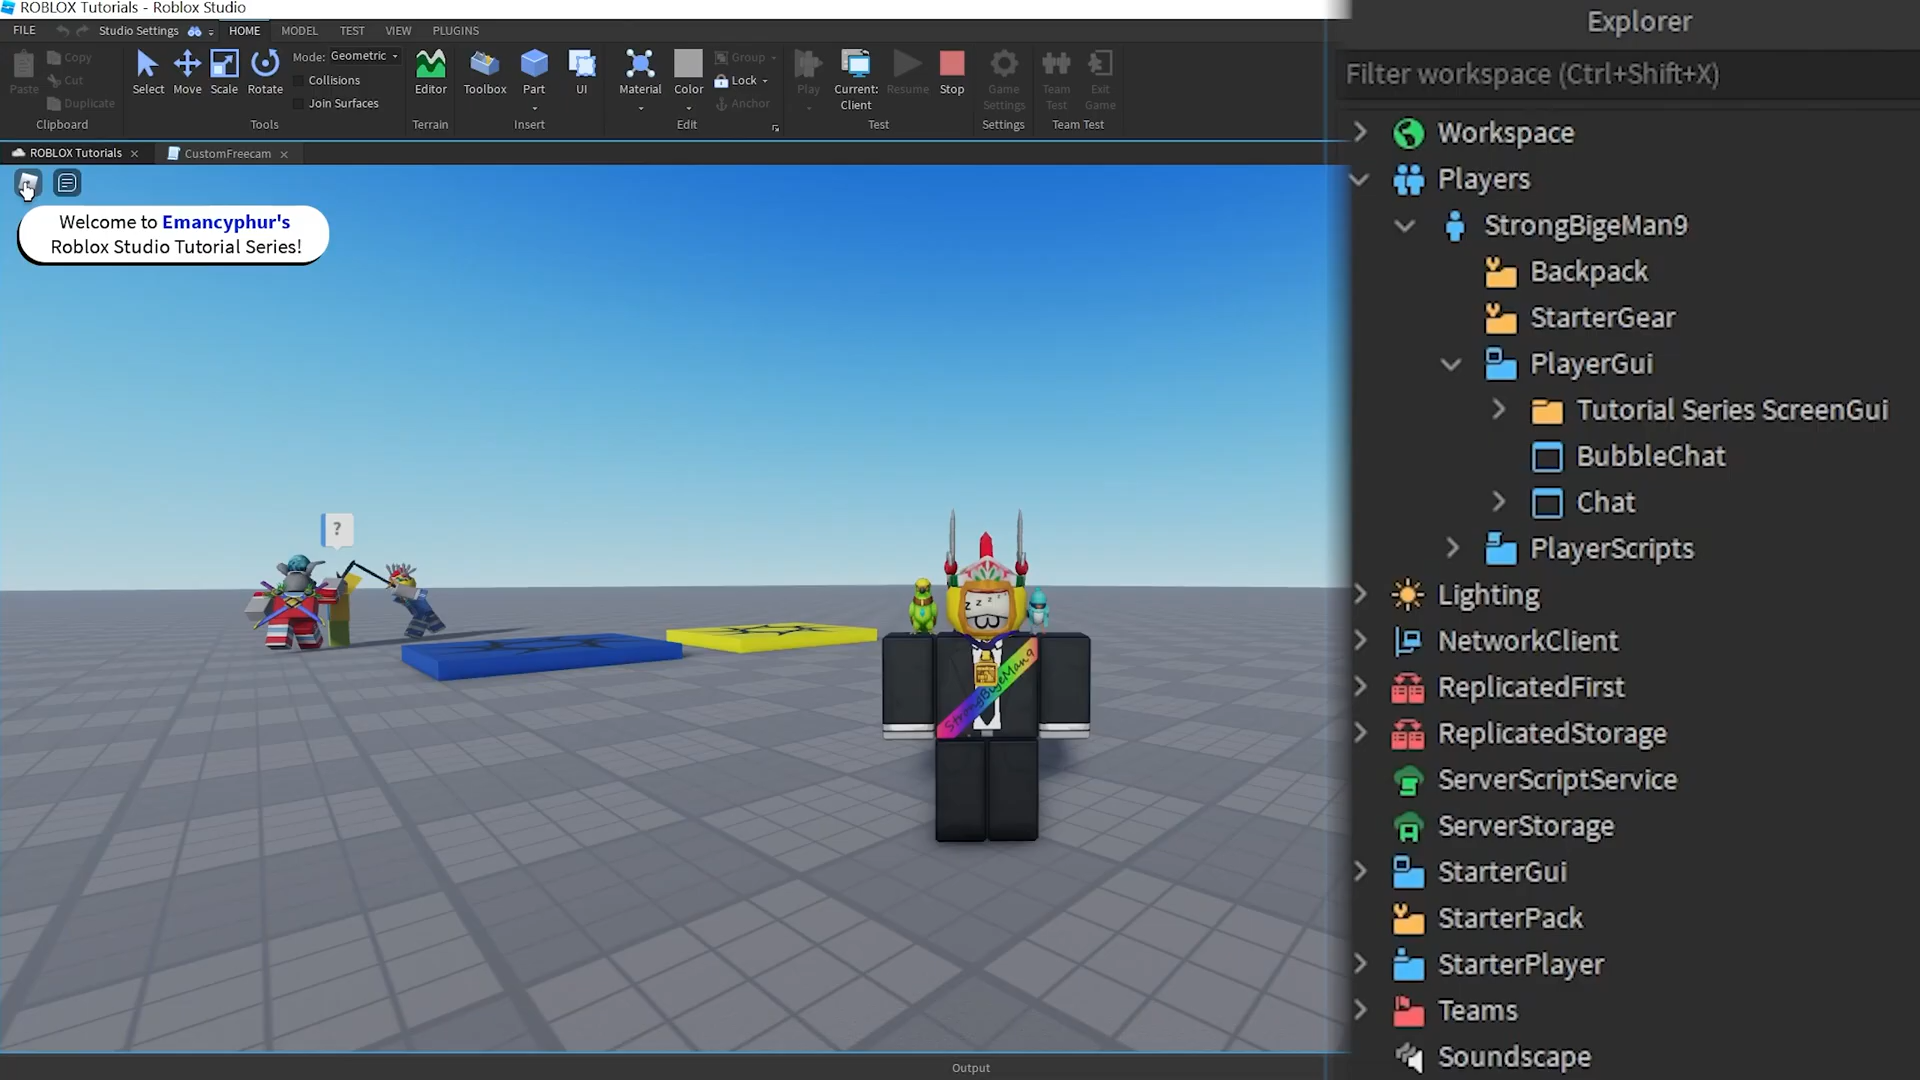 ROBLOX Tutorials - Roblox Studio
FILE
Studio Settings
HOME
MODEL
TEST
VIEW
PLUGINS
Paste
Copy
Cut
Duplicate
Clipboard
Select
Move
Scale
Rotate
Mode: Geometric
Collisions
Join Surfaces
Tools
Editor
Terrain
Toolbox
Part
UI
Insert
Material
Color
Group
Lock
Anchor
Edit
Play
Current:
Client
Resume
Stop
Test
Game
Settings
Settings
Team
Test
Exit
Game
Team Test
ROBLOX Tutorials
CustomFreecam
Welcome to Emancyphur's
Roblox Studio Tutorial Series!
?
z z z z
StrongBigeMan9
Output
Explorer
Filter workspace (Ctrl+Shift+X)
Workspace
Players
StrongBigeMan9
Backpack
StarterGear
PlayerGui
Tutorial Series ScreenGui
BubbleChat
Chat
PlayerScripts
Lighting
NetworkClient
ReplicatedFirst
ReplicatedStorage
ServerScriptService
ServerStorage
StarterGui
StarterPack
StarterPlayer
Teams
Soundscape